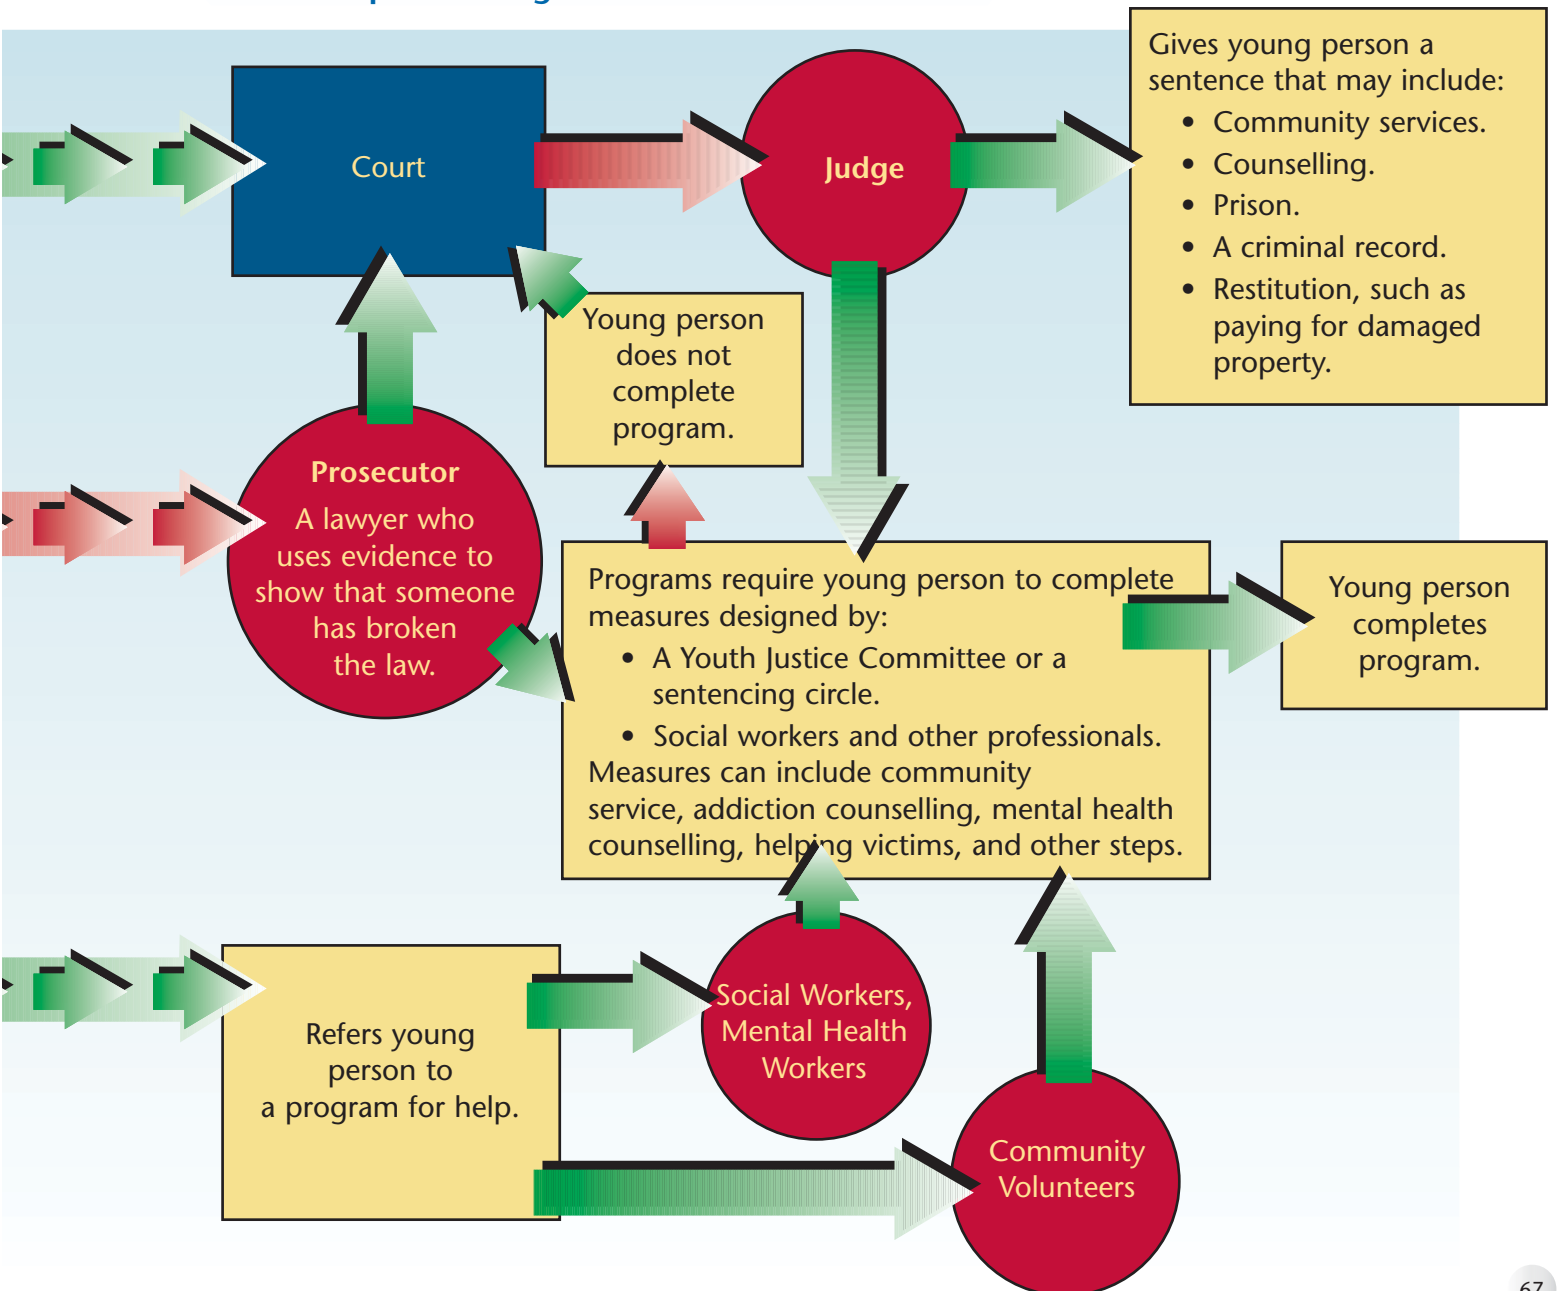 Court
Judge
Gives young person a
sentence that may include:
• Community services.
• Counselling.
• Prison.
• A criminal record.
• Restitution, such as
paying for damaged
property.
Young person
does not
complete
program.
Prosecutor
A lawyer who
uses evidence to
show that someone
has broken
the law.
Programs require young person to complete
measures designed by:
• A Youth Justice Committee or a
sentencing circle.
• Social workers and other professionals.
Measures can include community
service, addiction counselling, mental health
counselling, helping victims, and other steps.
Young person
completes
program.
Refers young
person to
a program for help.
Social Workers,
Mental Health
Workers
Community
Volunteers
67